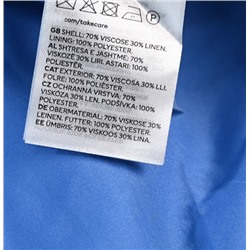 .com/takecare
GB SHELL: 70% VISCOSE 30% LINEN.
LINING: 100% POLYESTER.
AL SHTRESA E JASHTME: 70%
VISKOZË 30% LIRI. ASTARI: 100%
POLIESTËR.
CAT EXTERIOR: 70% VISCOSA 30% LLI.
FOLRE: 100% POLIÈSTER.
CZ OCHRANNÁ VRSTVA: 70%
VISKÓZA 30% LEN. PODŠÍVKA: 100%
POLYESTER.
DE OBERMATERIAL: 70% VISKOSE 30%
LEINEN. FUTTER: 100% POLYESTER.
EE ÜMBRIS: 70% VISKOOS 30% LINA.